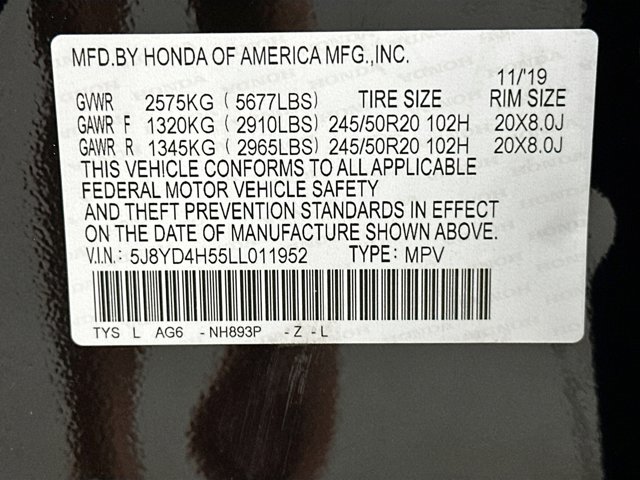 MFD.BY HONDA OF AMERICA MFG.,INC.
11/'19
GVWR 2575KG (5677LBS) TIRE SIZE RIM SIZE
GAWR F 1320KG (2910LBS) 245/50R20 102H 20X8.0J
GAWR R 1345KG (2965LBS) 245/50R20 102H 20X8.0J
THIS VEHICLE CONFORMS TO ALL APPLICABLE
FEDERAL MOTOR VEHICLE SAFETY
AND THEFT PREVENTION STANDARDS IN EFFECT
ON THE DATE OF MANUFACTURE SHOWN ABOVE.
V.I.N.: 5J8YD4H55LL011952 TYPE: MPV
TYS L AG6 -NH893P -Z -L